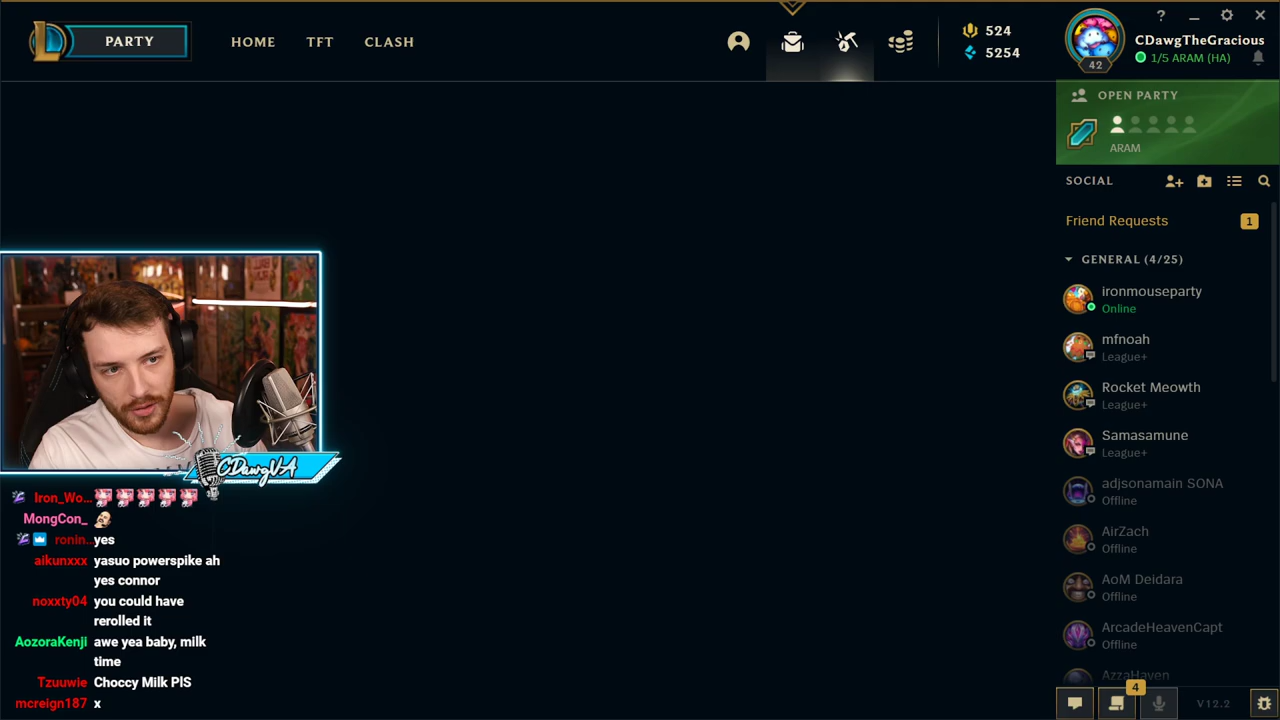 PARTY
HOME
TFT
CLASH
524
5254
?
42
CDawgTheGracious
1/5 ARAM (HA)
OPEN PARTY
ARAM
SOCIAL
Friend Requests
1
GENERAL (4/25)
ironmouseparty
Online
mfnoah
League+
Rocket Meowth
League+
Samasamune
League+
adjsonamain SONA
Offline
AirZach
Offline
AoM Deidara
Offline
ArcadeHeavenCapt
Offline
AzzaHaven
4
V12.2
CDawgVA
Iron_Wo...
MongCon_
ronin... yes
aikunxxx yasuo powerspike ah
yes connor
noxxty04 you could have
rerolled it
AozoraKenji awe yea baby, milk
time
Tzuuwie Choccy Milk PlS
mcreign187 x